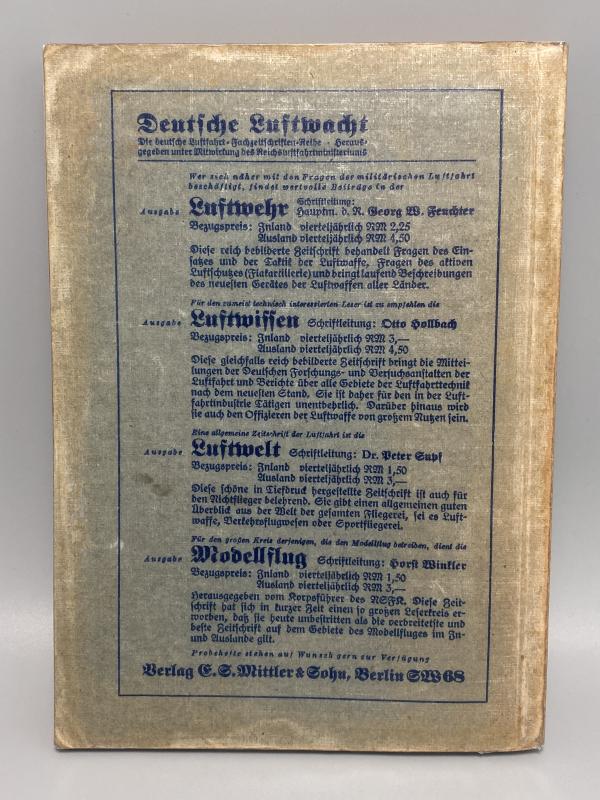 Deutsche Luftwacht
Die deutsche Luftfahrt-Fachzeitschriften-Reihe · Heraus-
gegeben unter Mitwirkung des Reichsluftfahrtministeriums
Wer sich näher mit den Fragen der militärischen Luftfahrt
beschäftigt, findet wertvolle Beiträge in der
Ausgabe Luftwehr Schriftleitung:
Hauptm. d. R. Georg W. Feuchter
Bezugspreis: Inland vierteljährlich RM 2,25
Ausland vierteljährlich RM 4,50
Diese reich bebilderte Zeitschrift behandelt Fragen des Ein-
satzes und der Taktik der Luftwaffe, Fragen des aktiven
Luftschutzes (Flakartillerie) und bringt laufend Beschreibungen
des neuesten Gerätes der Luftwaffen aller Länder.
Für den zumeist technisch interessierten Leser ist zu empfehlen die
Ausgabe Luftwissen Schriftleitung: Otto Hollbach
Bezugspreis: Inland vierteljährlich RM 3,—
Ausland vierteljährlich RM 4,50
Diese gleichfalls reich bebilderte Zeitschrift bringt die Mittei-
lungen der Deutschen Forschungs- und Versuchsanstalten der
Luftfahrt und Berichte über alle Gebiete der Luftfahrttechnik
nach dem neuesten Stand. Sie ist daher für den in der Luft-
fahrtindustrie Tätigen unentbehrlich. Darüber hinaus wird
sie auch den Offizieren der Luftwaffe von großem Nutzen sein.
Eine allgemeine Zeitschrift der Luftfahrt ist die
Ausgabe Luftwelt Schriftleitung: Dr. Peter Supf
Bezugspreis: Inland vierteljährlich RM 1,50
Ausland vierteljährlich RM 3,—
Diese schöne in Tiefdruck hergestellte Zeitschrift ist auch für
den Nichtflieger belehrend. Sie gibt einen allgemeinen guten
Überblick aus der Welt der gesamten Fliegerei, sei es Luft-
waffe, Verkehrsflugwesen oder Sportfliegerei.
Für den großen Kreis derjenigen, die den Modellflug betreiben, dient die
Ausgabe Modellflug Schriftleitung: Horst Winkler
Bezugspreis: Inland vierteljährlich RM 1,50
Ausland vierteljährlich RM 3,—
Herausgegeben vom Korpsführer des NSFK. Diese Zeit-
schrift hat sich in kurzer Zeit einen so großen Leserkreis er-
worben, daß sie heute unbestritten als die verbreitetste und
beste Zeitschrift auf dem Gebiete des Modellfluges im In-
und Auslande gilt.
Probehefte stehen auf Wunsch gern zur Verfügung
Verlag E. S. Mittler & Sohn, Berlin SW 68